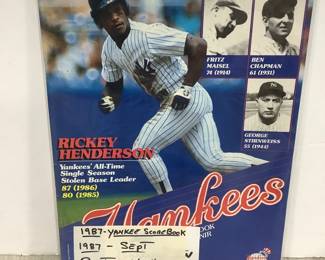 FRITZ
MAISEL
74 (1914)
BEN
CHAPMAN
61 (1931)
GEORGE
STIRNWEISS
55 (1944)
RICKEY
HENDERSON
Yankees' All-Time
Single Season
Stolen Base Leader
87 (1986)
80 (1985)
Yankees
1987- YANKEE SCOREBOOK
1987 - SEPT